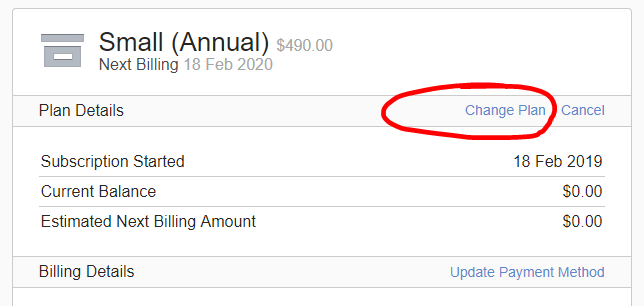 Small (Annual) $490.00
Next Billing 18 Feb 2020
Plan Details Change Plan Cancel
Subscription Started 18 Feb 2019
Current Balance $0.00
Estimated Next Billing Amount $0.00
Billing Details Update Payment Method